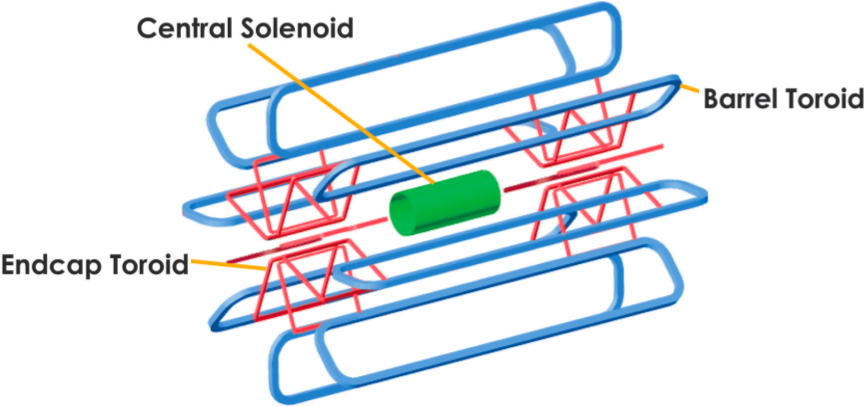 Central Solenoid
Barrel Toroid
Endcap Toroid